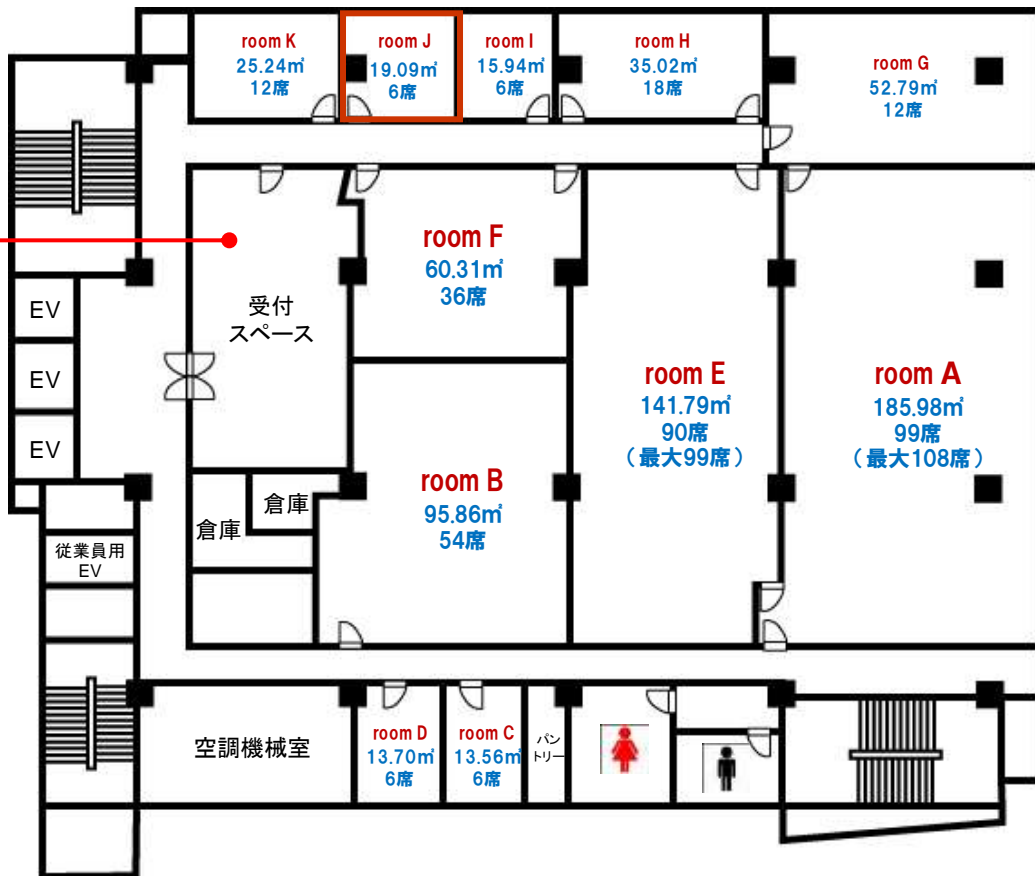 room K
25.24㎡
12席
room J
19.09㎡
6席
room I
15.94㎡
6席
room H
35.02㎡
18席
room G
52.79㎡
12席
room F
60.31㎡
36席
受付
スペース
EV
EV
EV
room E
141.79㎡
90席
（最大99席）
room A
185.98㎡
99席
（最大108席）
room B
95.86㎡
54席
倉庫
倉庫
従業員用
EV
空調機械室
room D
13.70㎡
6席
room C
13.56㎡
6席
パン
トリー